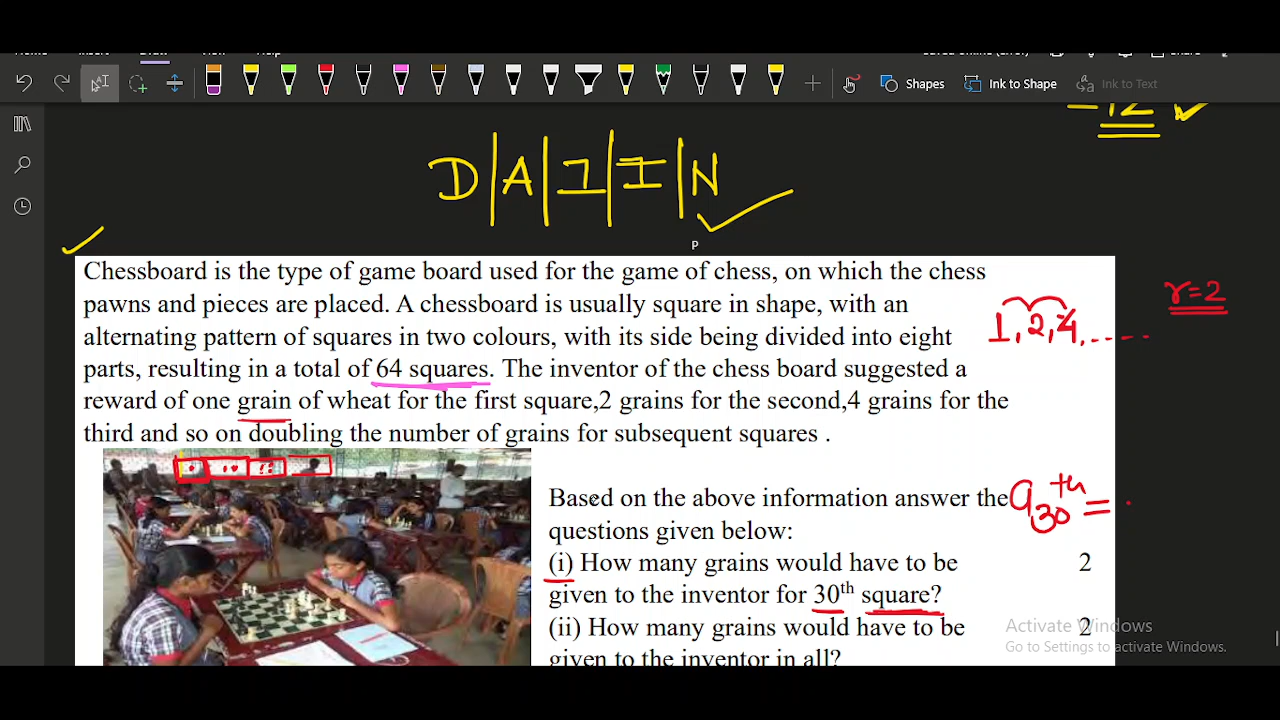 Shapes
Ink to Shape
Ink to Text
D|A|I|I|N
P
Chessboard is the type of game board used for the game of chess, on which the chess
pawns and pieces are placed. A chessboard is usually square in shape, with an
alternating pattern of squares in two colours, with its side being divided into eight
parts, resulting in a total of 64 squares. The inventor of the chess board suggested a
reward of one grain of wheat for the first square,2 grains for the second,4 grains for the
third and so on doubling the number of grains for subsequent squares .
r=2
1, 2, 4, ......
Based on the above information answer the
questions given below:
a30th =
(i) How many grains would have to be 2
given to the inventor for 30th square?
(ii) How many grains would have to be 2
given to the inventor in all?
Activate Windows
Go to Settings to activate Windows.